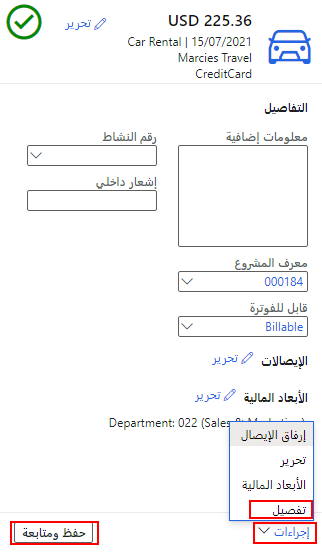 USD 225.36
تحرير
Car Rental | 15/07/2021
Marcies Travel
CreditCard
التفاصيل
معلومات إضافية
رقم النشاط
إشعار داخلي
معرف المشروع
000184
قابل للفوترة
Billable
الإيصالات تحرير
الأبعاد المالية تحرير
Department: 022 (Sales &
إرفاق الإيصال
تحرير
الأبعاد المالية
تفصيل
إجراءات
حفظ ومتابعة